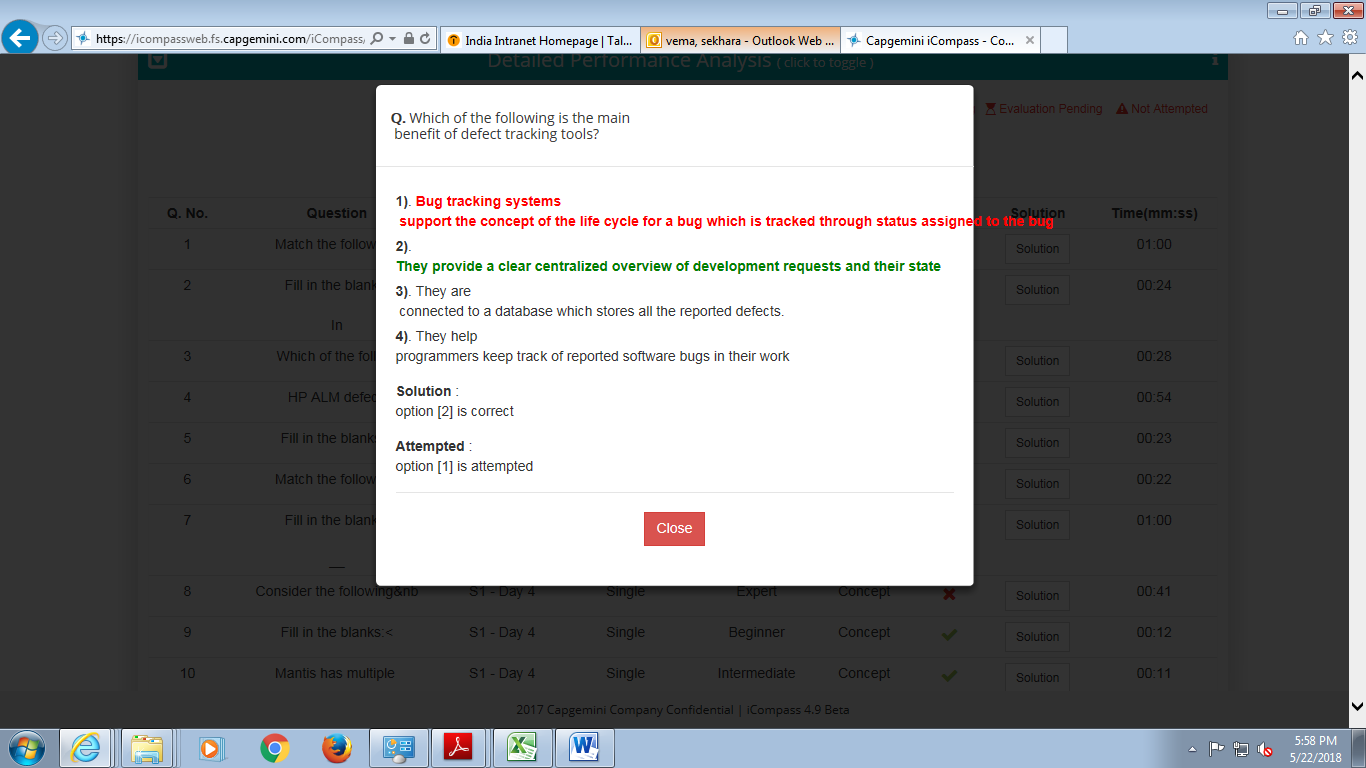 https://icompassweb.fs.capgemini.com/iCompass,
India Intranet Homepage | Tal...
vema, sekhara - Outlook Web ...
Capgemini iCompass - Co...
Detailed Performance Analysis ( click to toggle )
Evaluation Pending Not Attempted
Q. Which of the following is the main
benefit of defect tracking tools?
1). Bug tracking systems
support the concept of the life cycle for a bug which is tracked through status assigned to the bug
2).
They provide a clear centralized overview of development requests and their state
3). They are
connected to a database which stores all the reported defects.
4). They help
programmers keep track of reported software bugs in their work
Solution :
option [2] is correct
Attempted :
option [1] is attempted
Close
Q. No. Question Solution Time(mm:ss)
1 Match the follow Solution 01:00
2 Fill in the blank Solution 00:24
In
3 Which of the foll Solution 00:28
4 HP ALM defec Solution 00:54
5 Fill in the blank Solution 00:23
6 Match the follow Solution 00:22
7 Fill in the blank Solution 01:00
__
8 Consider the following&nb S1 - Day 4 Single Expert Concept Solution 00:41
9 Fill in the blanks:< S1 - Day 4 Single Beginner Concept Solution 00:12
10 Mantis has multiple S1 - Day 4 Single Intermediate Concept Solution 00:11
2017 Capgemini Company Confidential | iCompass 4.9 Beta
5:58 PM
5/22/2018